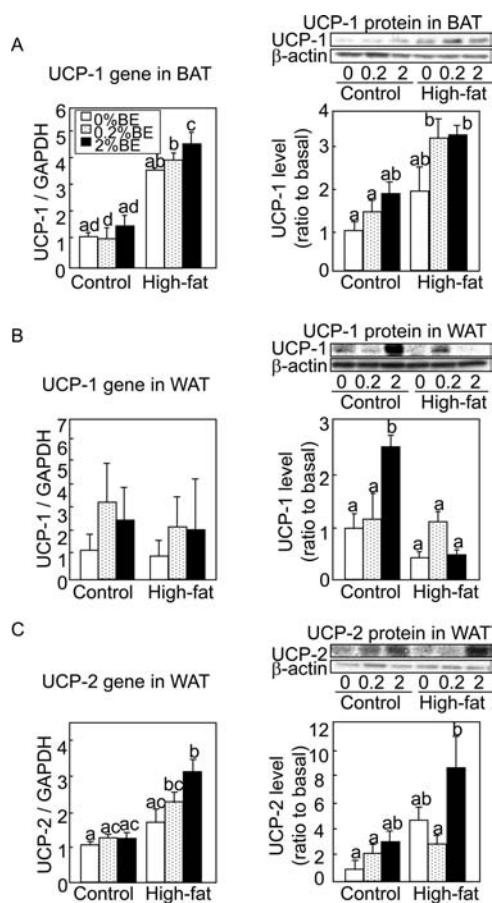 A
UCP-1 gene in BAT
UCP-1 / GAPDH
6
5
4
3
2
1
0
0%BE
0.2%BE
2%BE
ad d ad
ab b c
Control High-fat
UCP-1 protein in BAT
UCP-1
β-actin
0 0.2 2 0 0.2 2
Control High-fat
UCP-1 level
(ratio to basal)
4
3
2
1
0
a a ab
ab b b
Control High-fat
B
UCP-1 gene in WAT
UCP-1 / GAPDH
7
6
5
4
3
2
1
0
Control High-fat
UCP-1 protein in WAT
UCP-1
β-actin
0 0.2 2 0 0.2 2
Control High-fat
UCP-1 level
(ratio to basal)
3
2
1
0
a a b
a a a
Control High-fat
C
UCP-2 gene in WAT
UCP-2 / GAPDH
4
3
2
1
0
a ac ac
ac bc b
Control High-fat
UCP-2 protein in WAT
UCP-2
β-actin
0 0.2 2 0 0.2 2
Control High-fat
UCP-2 level
(ratio to basal)
12
10
8
6
4
2
0
a a ab
ab a b
Control High-fat